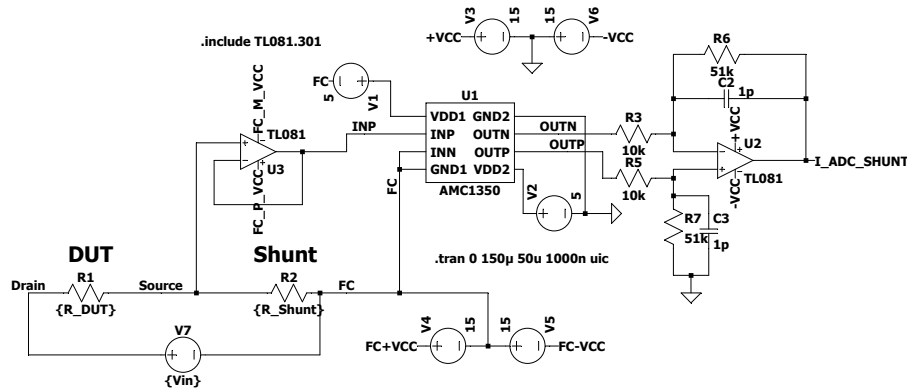 .include TL081.301
+VCC
V3
15
15
V6
-VCC
FC
5
V1
FC_M_VCC
TL081
U3
FC_P_VCC
INP
U1
VDD1
GND2
INP
OUTN
INN
OUTP
GND1
VDD2
AMC1350
FC
OUTN
OUTP
V2
5
R3
10k
R5
10k
R6
51k
C2
1p
+VCC
U2
TL081
-VCC
I_ADC_SHUNT
R7
51k
C3
1p
.tran 0 150µ 50u 1000n uic
DUT
Shunt
Drain
R1
{R_DUT}
Source
R2
{R_Shunt}
FC
V7
{Vin}
FC+VCC
V4
15
15
V5
FC-VCC